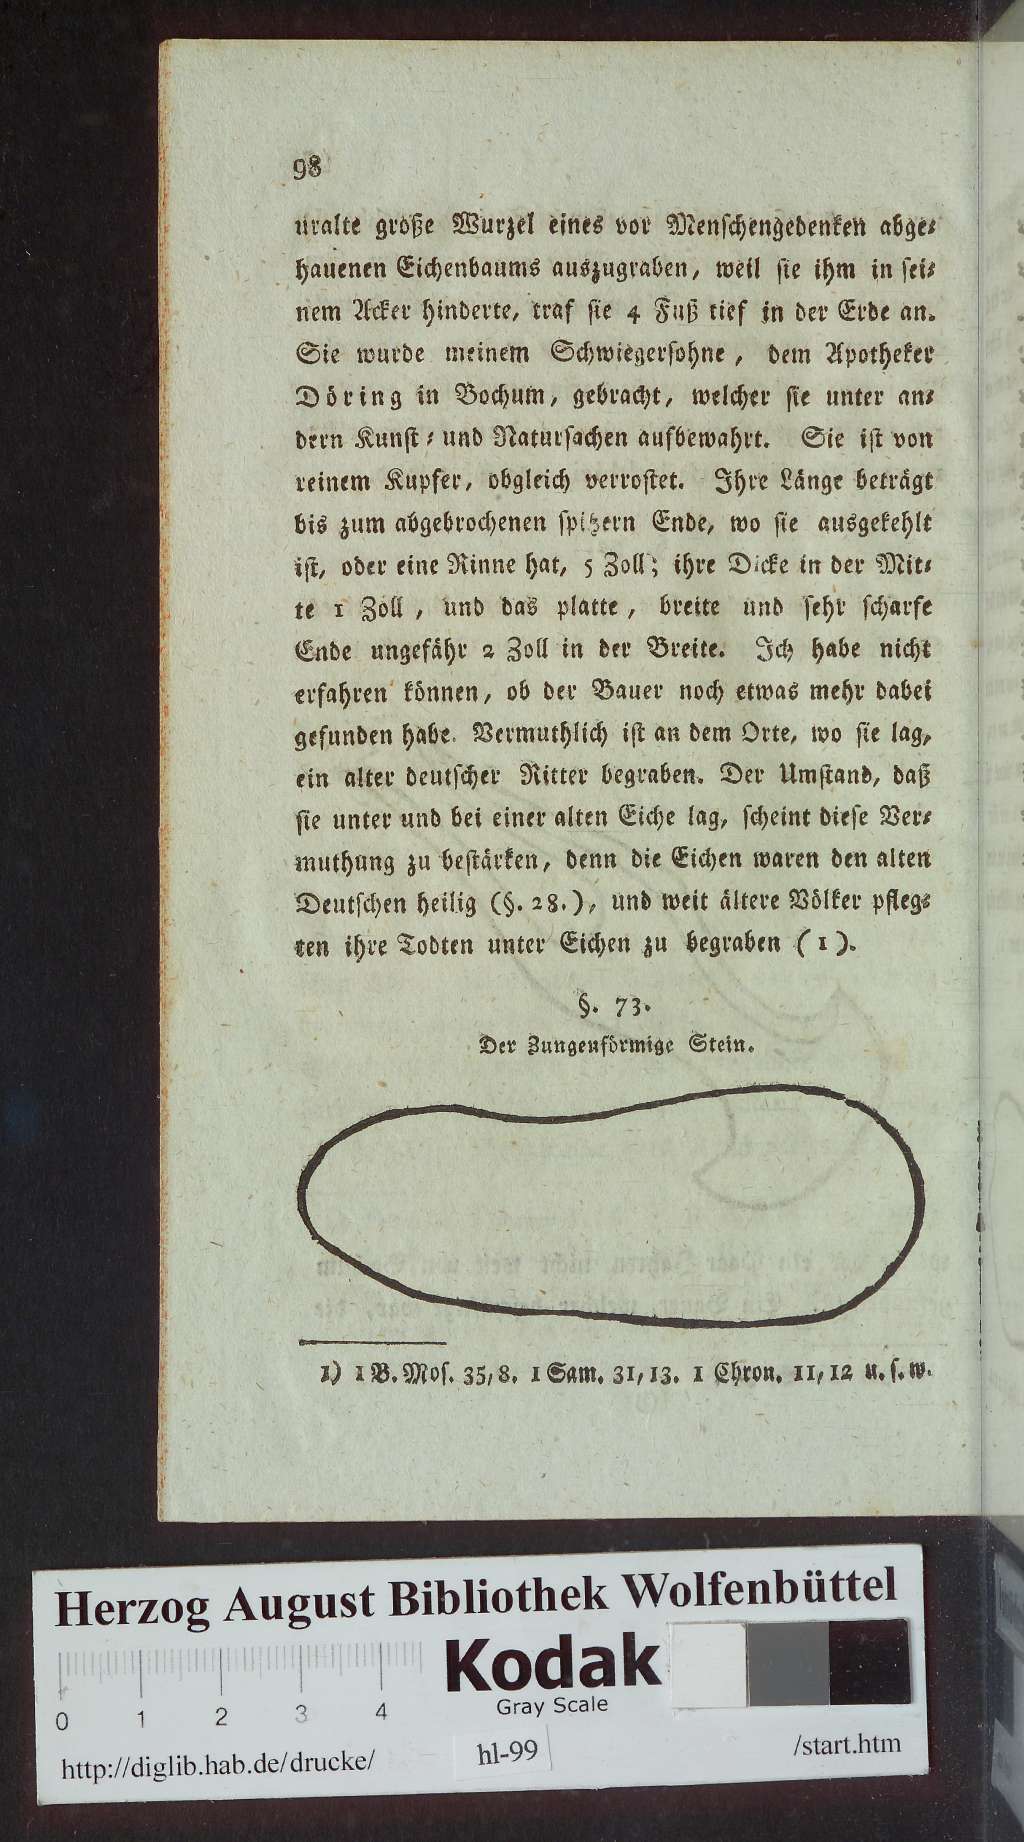 98
uralte große Wurzel eines vor Menschengedenken abge⸗
hauenen Eichenbaums auszugraben, weil sie ihm in sei⸗
nem Acker hinderte, traf sie 4 Fuß tief in der Erde an.
Sie wurde meinem Schwiegersohne, dem Apotheker
Döring in Bochum, gebracht, welcher sie unter an⸗
dern Kunst⸗ und Natursachen aufbewahrt. Sie ist von
reinem Kupfer, obgleich verrostet. Ihre Länge beträgt
bis zum abgebrochenen spitzern Ende, wo sie ausgekehlt
ist, oder eine Rinne hat, 5 Zoll; ihre Dicke in der Mit⸗
te 1 Zoll, und das platte, breite und sehr scharfe
Ende ungefähr 2 Zoll in der Breite. Ich habe nicht
erfahren können, ob der Bauer noch etwas mehr dabei
gefunden habe. Vermuthlich ist an dem Orte, wo sie lag,
ein alter deutscher Ritter begraben. Der Umstand, daß
sie unter und bei einer alten Eiche lag, scheint diese Ver⸗
muthung zu bestärken, denn die Eichen waren den alten
Deutschen heilig (§. 28.), und weit ältere Völker pfleg⸗
ten ihre Todten unter Eichen zu begraben (1).
§. 73.
Der Zungenförmige Stein.
1) 1 B. Mos. 35, 8. 1 Sam. 31, 13. 1 Chron. 11, 12 u. s. w.
Herzog August Bibliothek Wolfenbüttel
Kodak
Gray Scale
0 1 2 3 4
http://diglib.hab.de/drucke/ hl-99 /start.htm